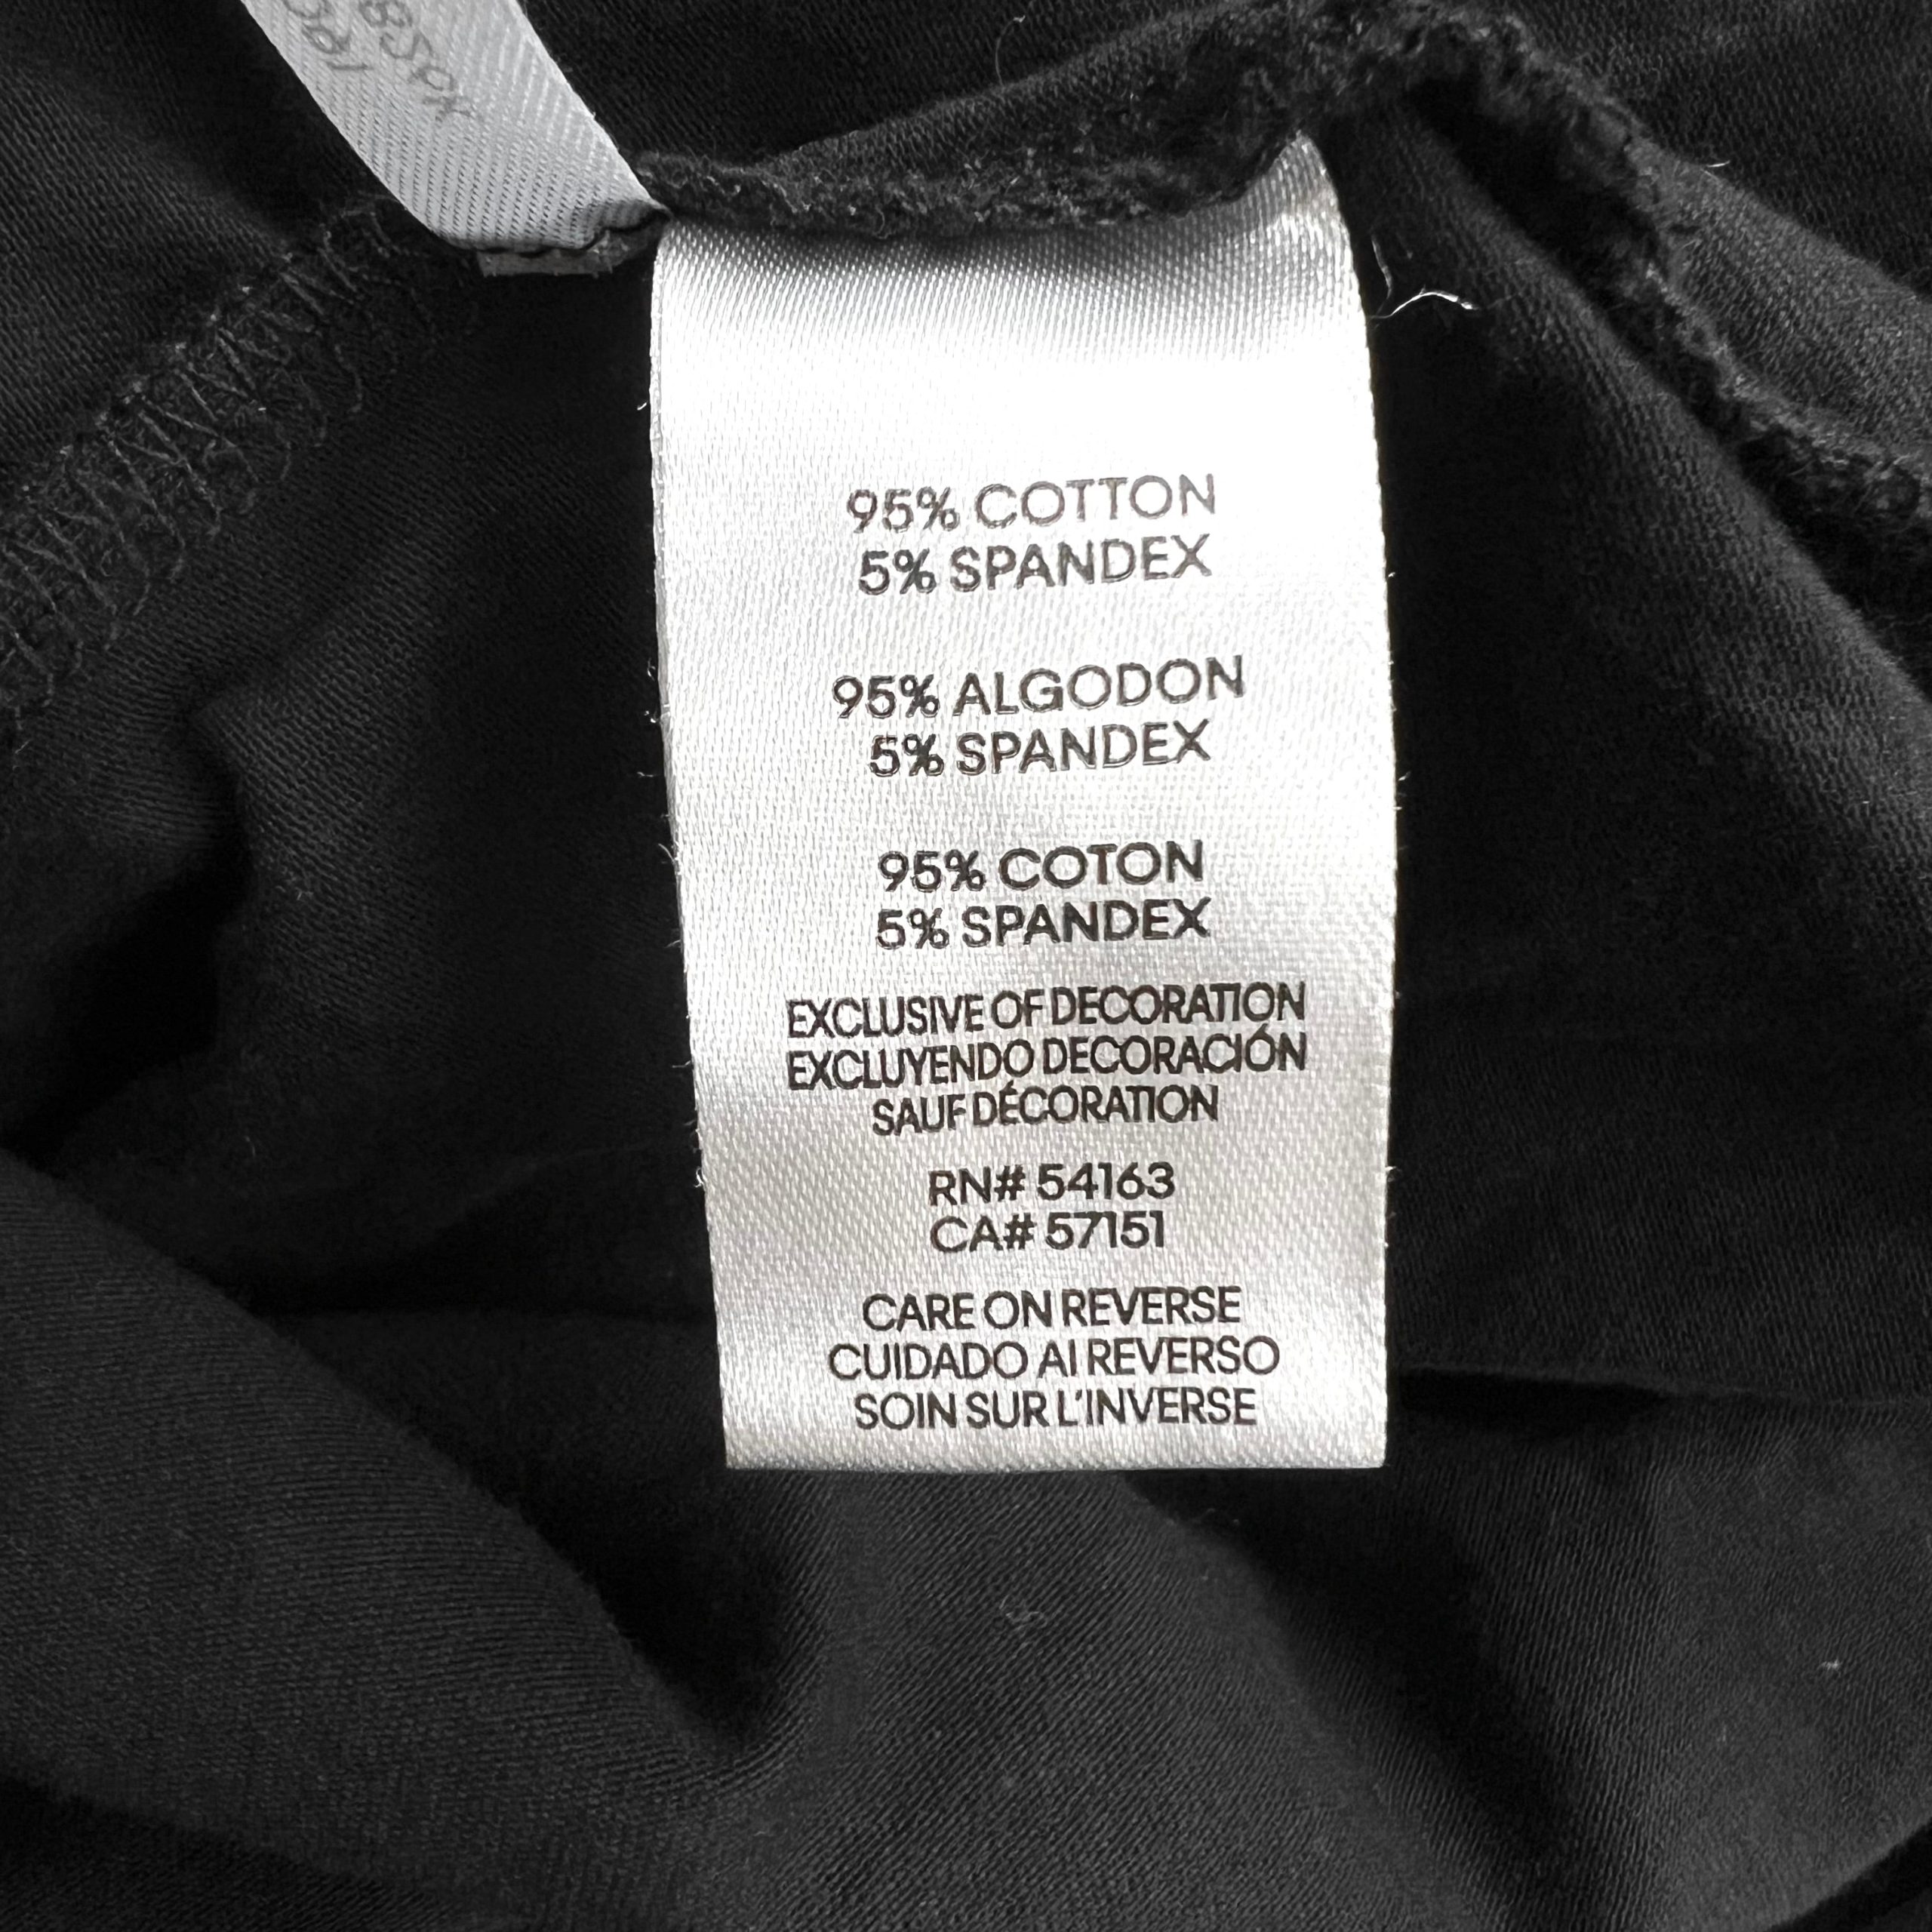 95% COTTON
5% SPANDEX
95% ALGODON
5% SPANDEX
95% COTON
5% SPANDEX
EXCLUSIVE OF DECORATION
EXCLUYENDO DECORACIÓN
SAUF DÉCORATION
RN# 54163
CA# 57151
CARE ON REVERSE
CUIDADO AI REVERSO
SOIN SUR L'INVERSE